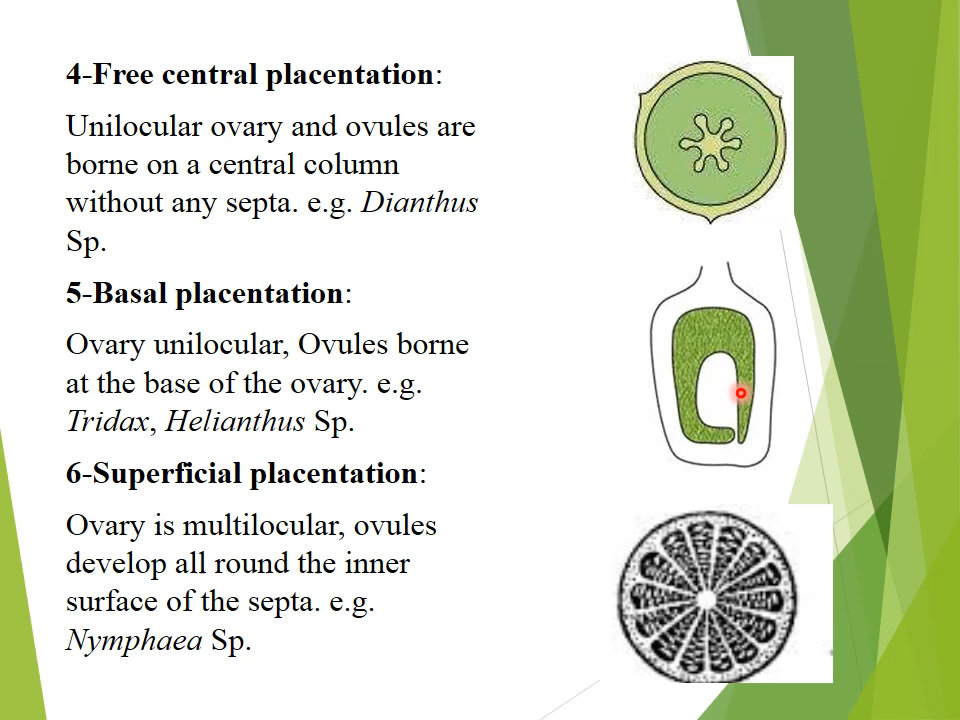 4-Free central placentation:
Unilocular ovary and ovules are
borne on a central column
without any septa. e.g. Dianthus
Sp.
5-Basal placentation:
Ovary unilocular, Ovules borne
at the base of the ovary. e.g.
Tridax, Helianthus Sp.
6-Superficial placentation:
Ovary is multilocular, ovules
develop all round the inner
surface of the septa. e.g.
Nymphaea Sp.